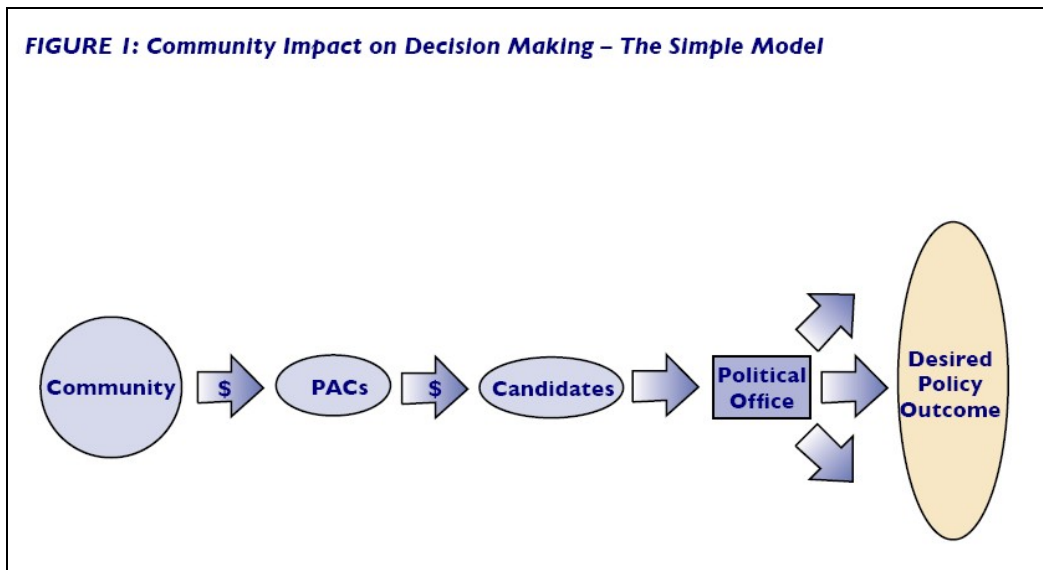 FIGURE 1: Community Impact on Decision Making – The Simple Model
Community
$
PACs
$
Candidates
Political
Office
Desired
Policy
Outcome